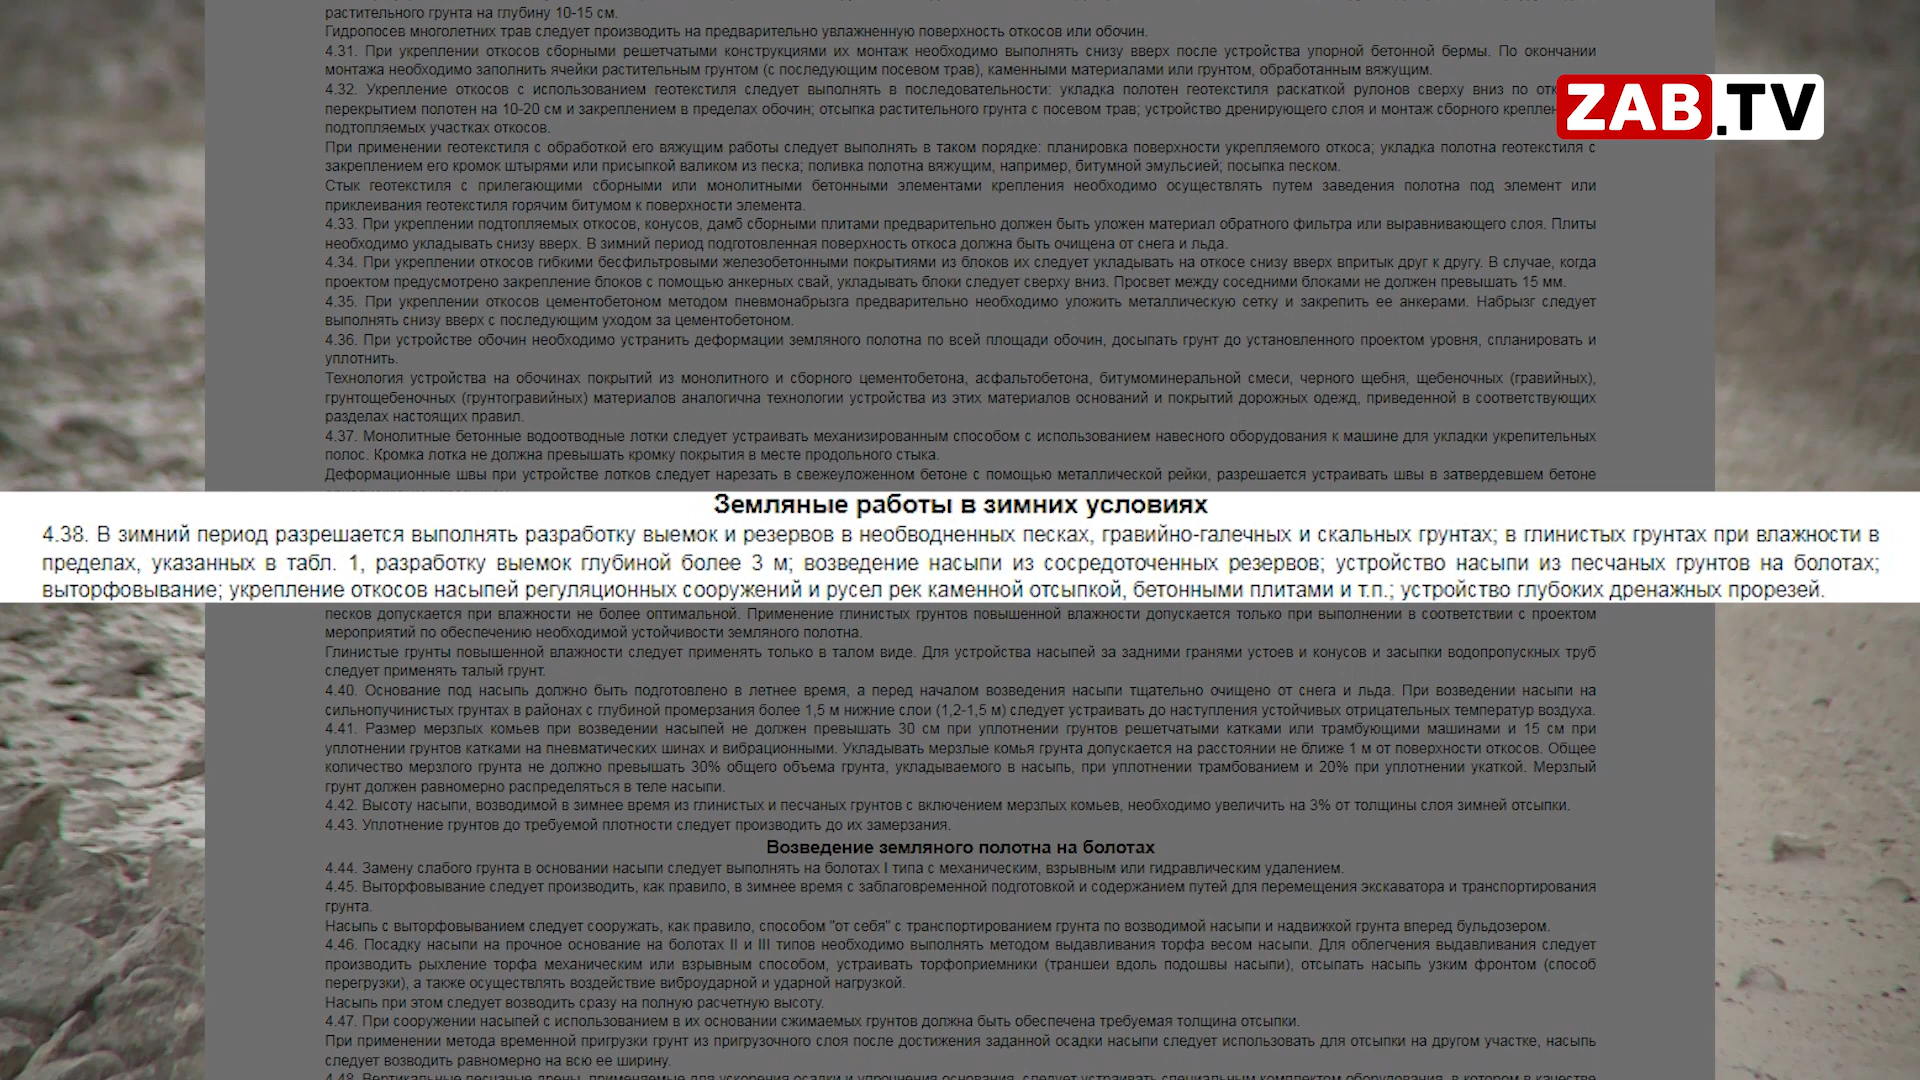 растительного грунта на глубину 10-15 см.
Гидропосев многолетних трав следует производить на предварительно увлажненную поверхность откосов или обочин.
4.31. При укреплении откосов сборными решетчатыми конструкциями их монтаж необходимо выполнять снизу вверх после устройства упорной бетонной бермы. По окончании
монтажа необходимо заполнить ячейки растительным грунтом (с последующим посевом трав), каменными материалами или грунтом, обработанным вяжущим.
ZAB.TV
4.32. Укрепление откосов с использованием геотекстиля следует выполнять в последовательности: укладка полотен геотекстиля раскаткой рулонов сверху вниз по
перекрытием полотен на 10-20 см и закреплением в пределах обочин; отсыпка растительного грунта с посевом трав; устройство дренирующего слоя и монтаж сборного
подтопляемых участках откосов.
При применении геотекстиля с обработкой его вяжущим работы следует выполнять в таком порядке: планировка поверхности укрепляемого откоса; укладка полотна геотекстиля с
закреплением его кромок штырями или присыпкой валиком из песка; поливка полотна вяжущим, например, битумной эмульсией; посыпка песком.
Стык геотекстиля с прилегающими сборными или монолитными бетонными элементами крепления необходимо осуществлять путем заведения полотна под элемент или
приклеивания геотекстиля горячим битумом к поверхности элемента.
4.33. При укреплении подтопляемых откосов, конусов, дамб сборными плитами предварительно должен быть уложен материал обратного фильтра или выравнивающего слоя. Плиты
необходимо укладывать снизу вверх. В зимний период подготовленная поверхность откоса должна быть очищена от снега и льда.
4.34. При укреплении откосов гибкими бесфильтровыми железобетонными покрытиями из блоков их следует укладывать на откосе снизу вверх впритык друг к другу. В случае, когда
проектом предусмотрено закрепление блоков с помощью анкерных свай, укладывать блоки следует сверху вниз. Просвет между соседними блоками не должен превышать 15 мм.
4.35. При укреплении откосов цементобетоном методом пневмонабрызга предварительно необходимо уложить металлическую сетку и закрепить ее анкерами. Набрызг следует
выполнять снизу вверх с последующим уходом за цементобетоном.
4.36. При устройстве обочин необходимо устранить деформации земляного полотна по всей площади обочин, досыпать грунт до установленного проектом уровня, спланировать и
уплотнить.
Технология устройства на обочинах покрытий из монолитного и сборного цементобетона, асфальтобетона, битумоминеральной смеси, черного щебня, щебеночных (гравийных),
грунтощебеночных (грунтогравийных) материалов аналогична технологии устройства из этих материалов оснований и покрытий дорожных одежд, приведенной в соответствующих
разделах настоящих правил.
4.37. Монолитные бетонные водоотводные лотки следует устраивать механизированным способом с использованием навесного оборудования к машине для укладки укрепительных
полос. Кромка лотка не должна превышать кромку покрытия в месте продольного стыка.
Деформационные швы при устройстве лотков следует нарезать в свежеуложенном бетоне с помощью металлической рейки, разрешается устраивать швы в затвердевшем бетоне
Земляные работы в зимних условиях
4.38. В зимний период разрешается выполнять разработку выемок и резервов в необводненных песках, гравийно-галечных и скальных грунтах; в глинистых грунтах при влажности в
пределах, указанных в табл. 1, разработку выемок глубиной более 3 м; возведение насыпи из сосредоточенных резервов; устройство насыпи из песчаных грунтов на болотах;
выторфовывание; укрепление откосов насыпей регуляционных сооружений и русел рек каменной отсыпкой, бетонными плитами и т.п.; устройство глубоких дренажных прорезей.
песков допускается при влажности не более оптимальной. Применение глинистых грунтов повышенной влажности допускается только при выполнении в соответствии с проектом
мероприятий по обеспечению необходимой устойчивости земляного полотна.
Глинистые грунты повышенной влажности следует применять только в талом виде. Для устройства насыпей за задними гранями устоев и конусов и засыпки водопропускных труб
следует применять талый грунт.
4.40. Основание под насыпь должно быть подготовлено в летнее время, а перед началом возведения насыпи тщательно очищено от снега и льда. При возведении насыпи на
сильнопучинистых грунтах в районах с глубиной промерзания более 1,5 м нижние слои (1,2-1,5 м) следует устраивать до наступления устойчивых отрицательных температур воздуха.
4.41. Размер мерзлых комьев при возведении насыпей не должен превышать 30 см при уплотнении грунтов решетчатыми катками или трамбующими машинами и 15 см при
уплотнении грунтов катками на пневматических шинах и вибрационными. Укладывать мерзлые комья грунта допускается на расстоянии не ближе 1 м от поверхности откосов. Общее
количество мерзлого грунта не должно превышать 30% общего объема грунта, укладываемого в насыпь, при уплотнении трамбованием и 20% при уплотнении укаткой. Мерзлый
грунт должен равномерно распределяться в теле насыпи.
4.42. Высоту насыпи, возводимой в зимнее время из глинистых и песчаных грунтов с включением мерзлых комьев, необходимо увеличить на 3% от толщины слоя зимней отсыпки.
4.43. Уплотнение грунтов до требуемой плотности следует производить до их замерзания.
Возведение земляного полотна на болотах
4.44. Замену слабого грунта в основании насыпи следует выполнять на болотах I типа с механическим, взрывным или гидравлическим удалением.
4.45. Выторфовывание следует производить, как правило, в зимнее время с заблаговременной подготовкой и содержанием путей для перемещения экскаватора и транспортирования
грунта.
Насыпь с выторфовыванием следует сооружать, как правило, способом "от себя" с транспортированием грунта по возводимой насыпи и надвижкой грунта вперед бульдозером.
4.46. Посадку насыпи на прочное основание на болотах II и III типов необходимо выполнять методом выдавливания торфа весом насыпи. Для облегчения выдавливания следует
производить рыхление торфа механическим или взрывным способом, устраивать торфоприемники (траншеи вдоль подошвы насыпи), отсыпать насыпь узким фронтом (способ
перегрузки), а также осуществлять воздействие виброударной и ударной нагрузкой.
Насыпь при этом следует возводить сразу на полную расчетную высоту.
4.47. При сооружении насыпей с использованием в их основании сжимаемых грунтов должна быть обеспечена требуемая толщина отсыпки.
При применении метода временной пригрузки грунт из пригрузочного слоя после достижения заданной осадки насыпи следует использовать для отсыпки на другом участке, насыпь
следует возводить равномерно на всю ее ширину.
4.48. Вертикальные песчаные дрены, применяемые для ускорения осадки и упрочнения основания, следует устраивать специальным комплектом оборудования, в котором в качестве